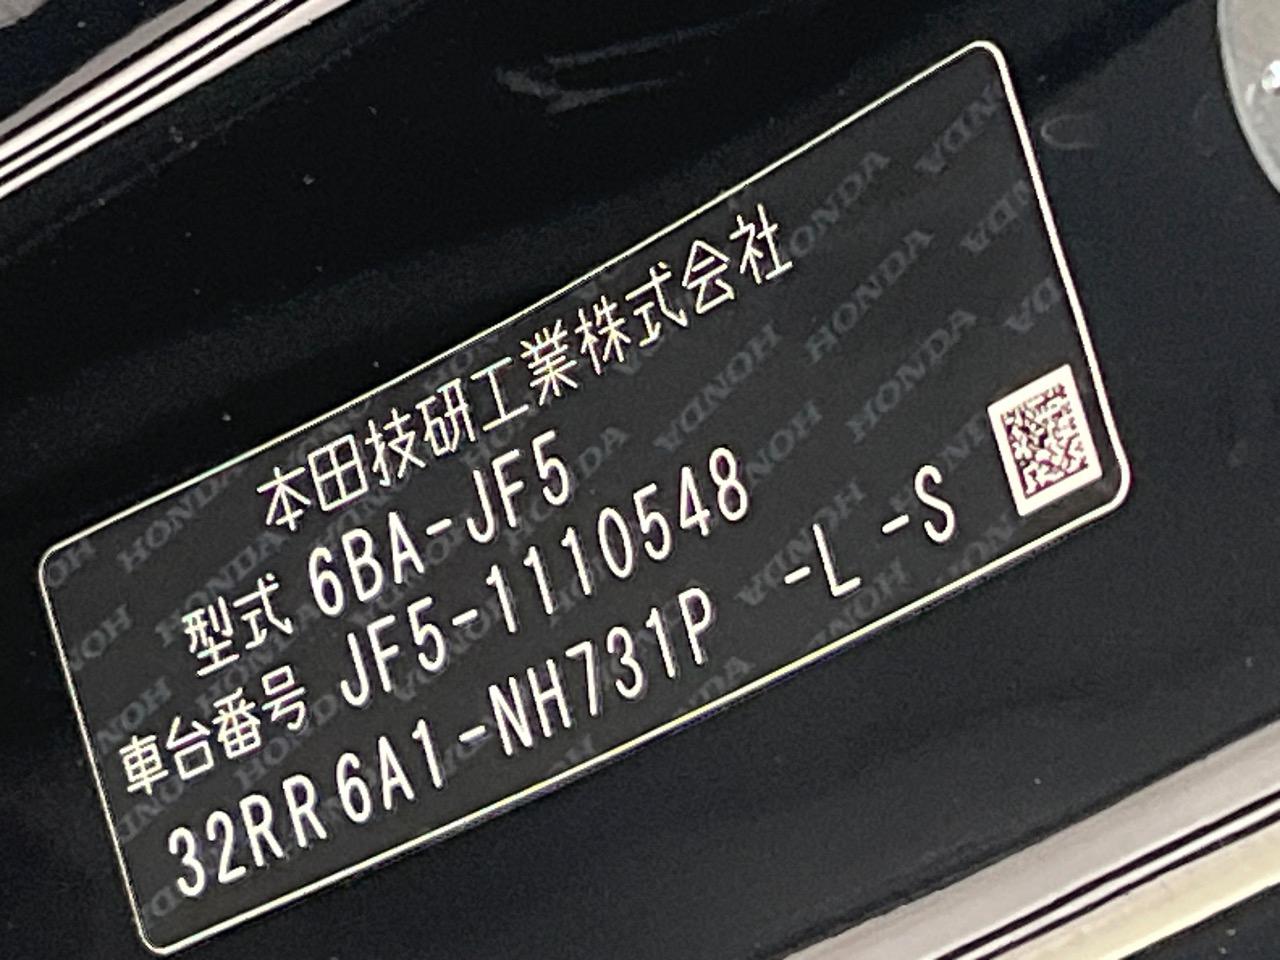 本田技研工業株式会社
型式 6BA-JF5
車台番号 JF5-1110548
32RR6A1-NH731P -L -S